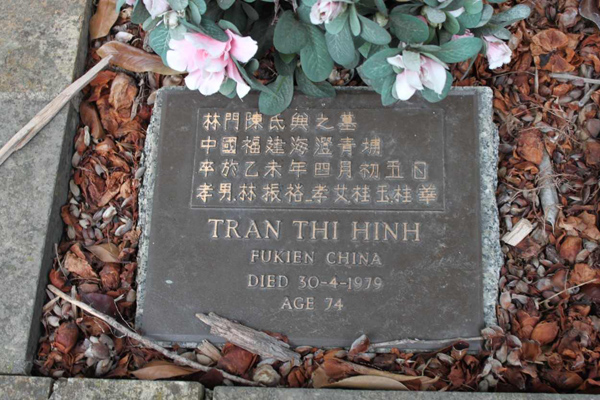 林門陳氏興之墓
中國福建海澄青埔
卒於乙未年四月初五日
孝男.林振裕.孝女桂玉.桂華
TRAN THI HINH
FUKIEN CHINA
DIED 30-4-1979
AGE 74